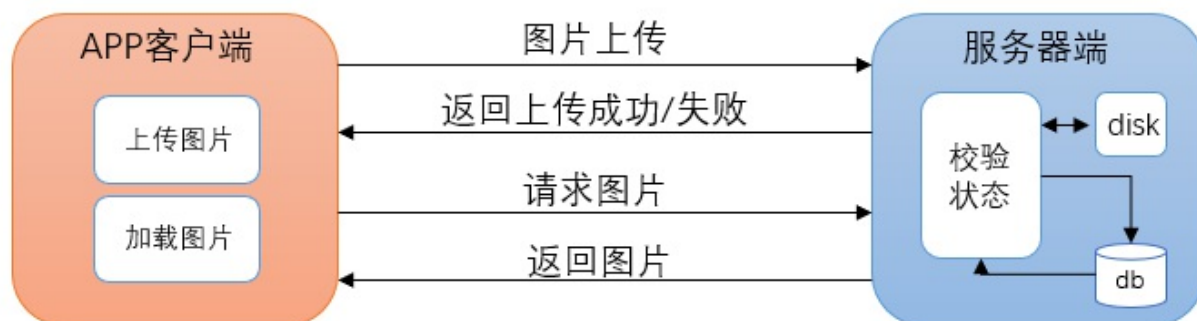 APP客户端
上传图片
加载图片
图片上传
返回上传成功/失败
请求图片
返回图片
服务器端
校验
状态
disk
db